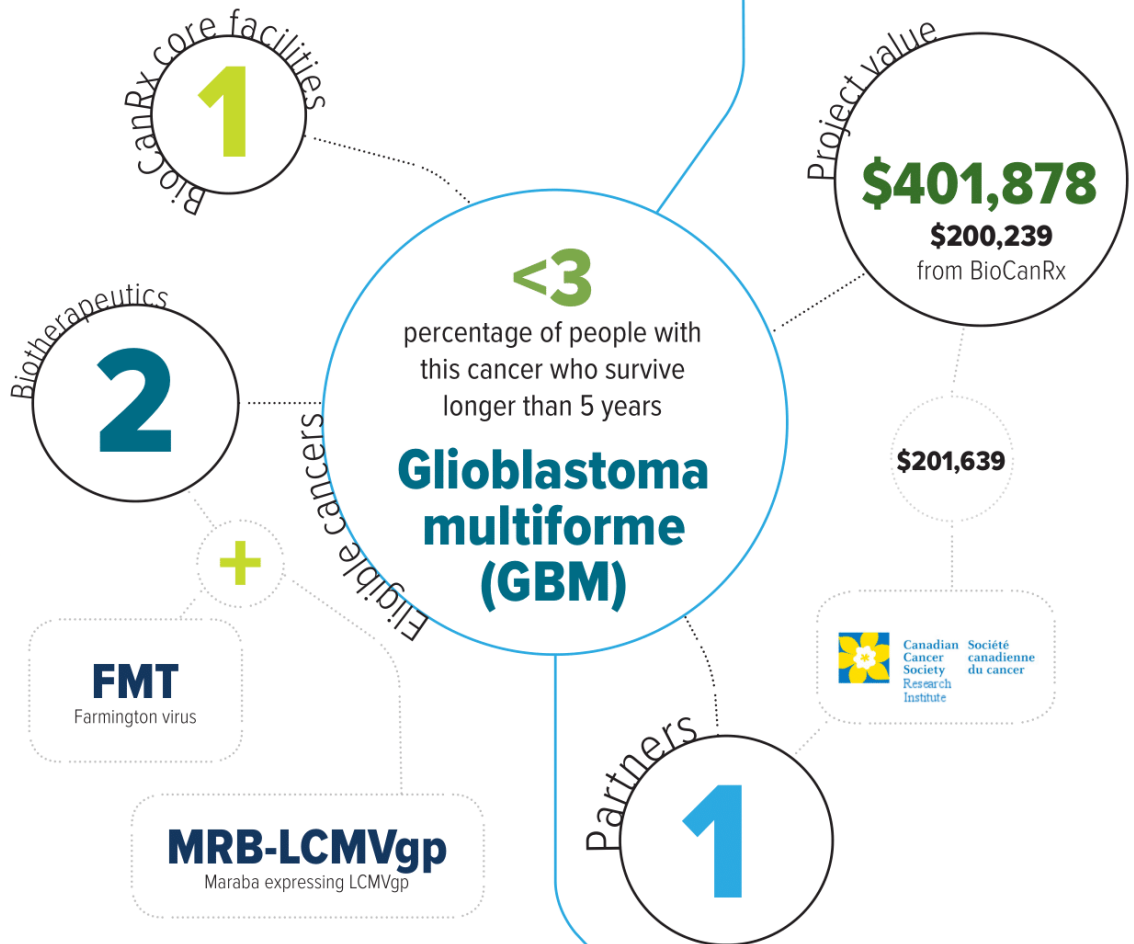 BioCanRx core facilities
1
Project value
$401,878
$200,239
from BioCanRx
<3
percentage of people with
this cancer who survive
longer than 5 years
Glioblastoma
multiforme
(GBM)
Eligible cancers
Biotherapeutics
2
+
FMT
Farmington virus
MRB-LCMVgp
Maraba expressing LCMVgp
$201,639
Canadian
Cancer
Society
Research
Institute
Société
canadienne
du cancer
Partners
1